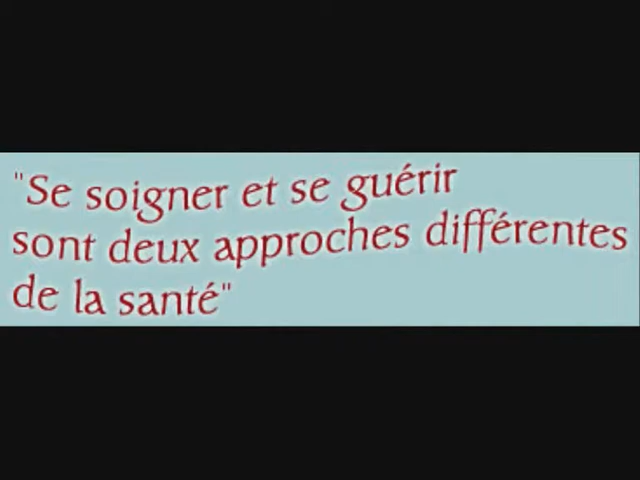 "Se soigner et se guérir
sont deux approches différentes
de la santé"